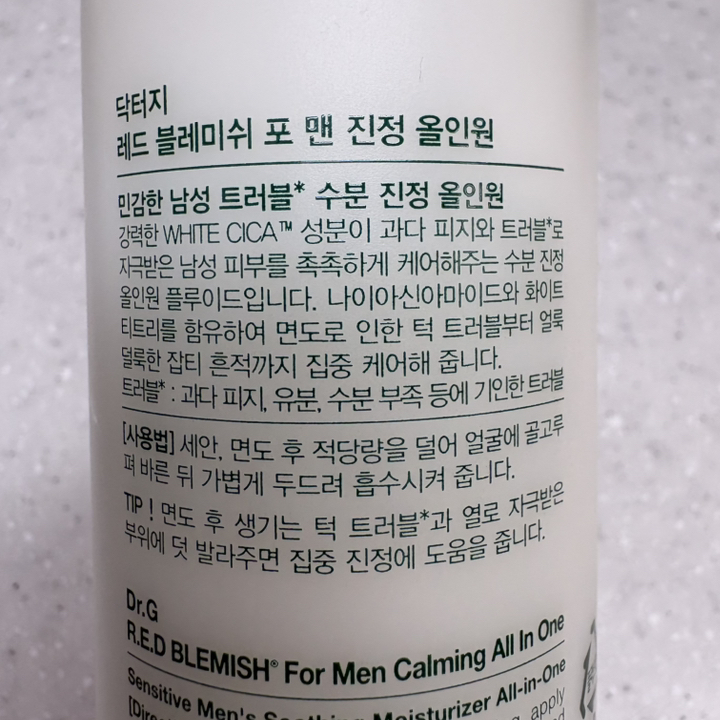 닥터지
레드 블레미쉬 포 맨 진정 올인원
민감한 남성 트러블* 수분 진정 올인원
강력한 WHITE CICA™ 성분이 과다 피지와 트러블*로
자극받은 남성 피부를 촉촉하게 케어해주는 수분 진정
올인원 플루이드입니다. 나이아신아마이드와 화이트
티트리를 함유하여 면도로 인한 턱 트러블부터 얼룩
덜룩한 잡티 흔적까지 집중 케어해 줍니다.
트러블* : 과다 피지, 유분, 수분 부족 등에 기인한 트러블
[사용법] 세안, 면도 후 적당량을 덜어 얼굴에 골고루
펴 바른 뒤 가볍게 두드려 흡수시켜 줍니다.
TIP ! 면도 후 생기는 턱 트러블*과 열로 자극받은
부위에 덧 발라주면 집중 진정에 도움을 줍니다.
Dr.G
R.E.D BLEMISH® For Men Calming All In One
Sensitive Men's Soothing Moisturizer All-in-One
apply